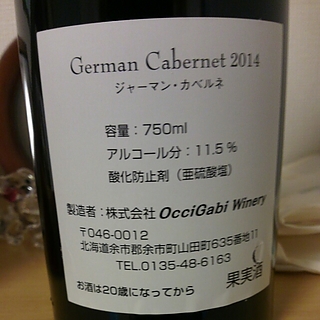 German Cabernet 2014
ジャーマン・カベルネ
容量：750ml
アルコール分：11.5％
酸化防止剤（亜硫酸塩）
製造者：株式会社 OcciGabi Winery
〒046-0012
北海道余市郡余市町山田町635番地11
TEL.0135-48-6163
果実酒
お酒は20歳になってから